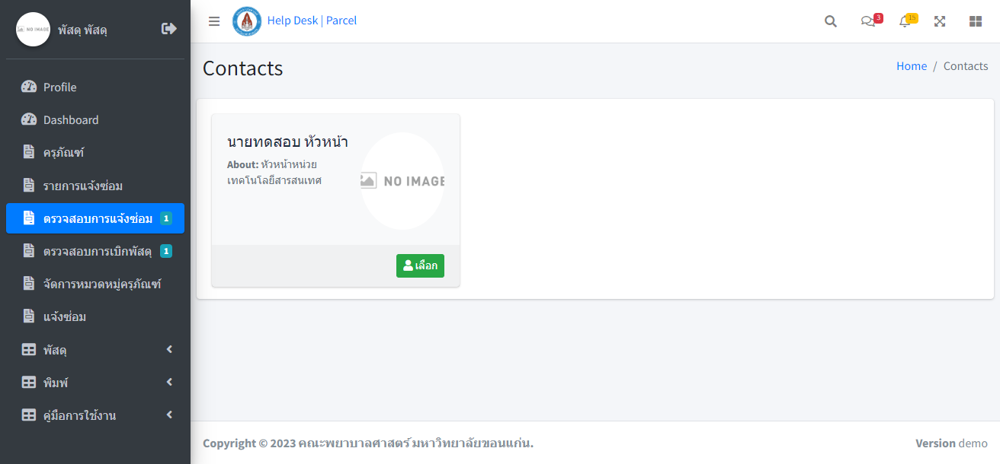 NO IMAGE
พัสดุ พัสดุ
Profile
Dashboard
ครุภัณฑ์
รายการแจ้งซ่อม
ตรวจสอบการแจ้งซ่อม 1
ตรวจสอบการเบิกพัสดุ 1
จัดการหมวดหมู่ครุภัณฑ์
แจ้งซ่อม
พัสดุ
พิมพ์
คู่มือการใช้งาน
Help Desk | Parcel
3
15
Contacts
Home / Contacts
นายทดสอบ หัวหน้า
About: หัวหน้าหน่วย
เทคโนโลยีสารสนเทศ
NO IMAGE
เลือก
Copyright © 2023 คณะพยาบาลศาสตร์ มหาวิทยาลัยขอนแก่น.
Version demo